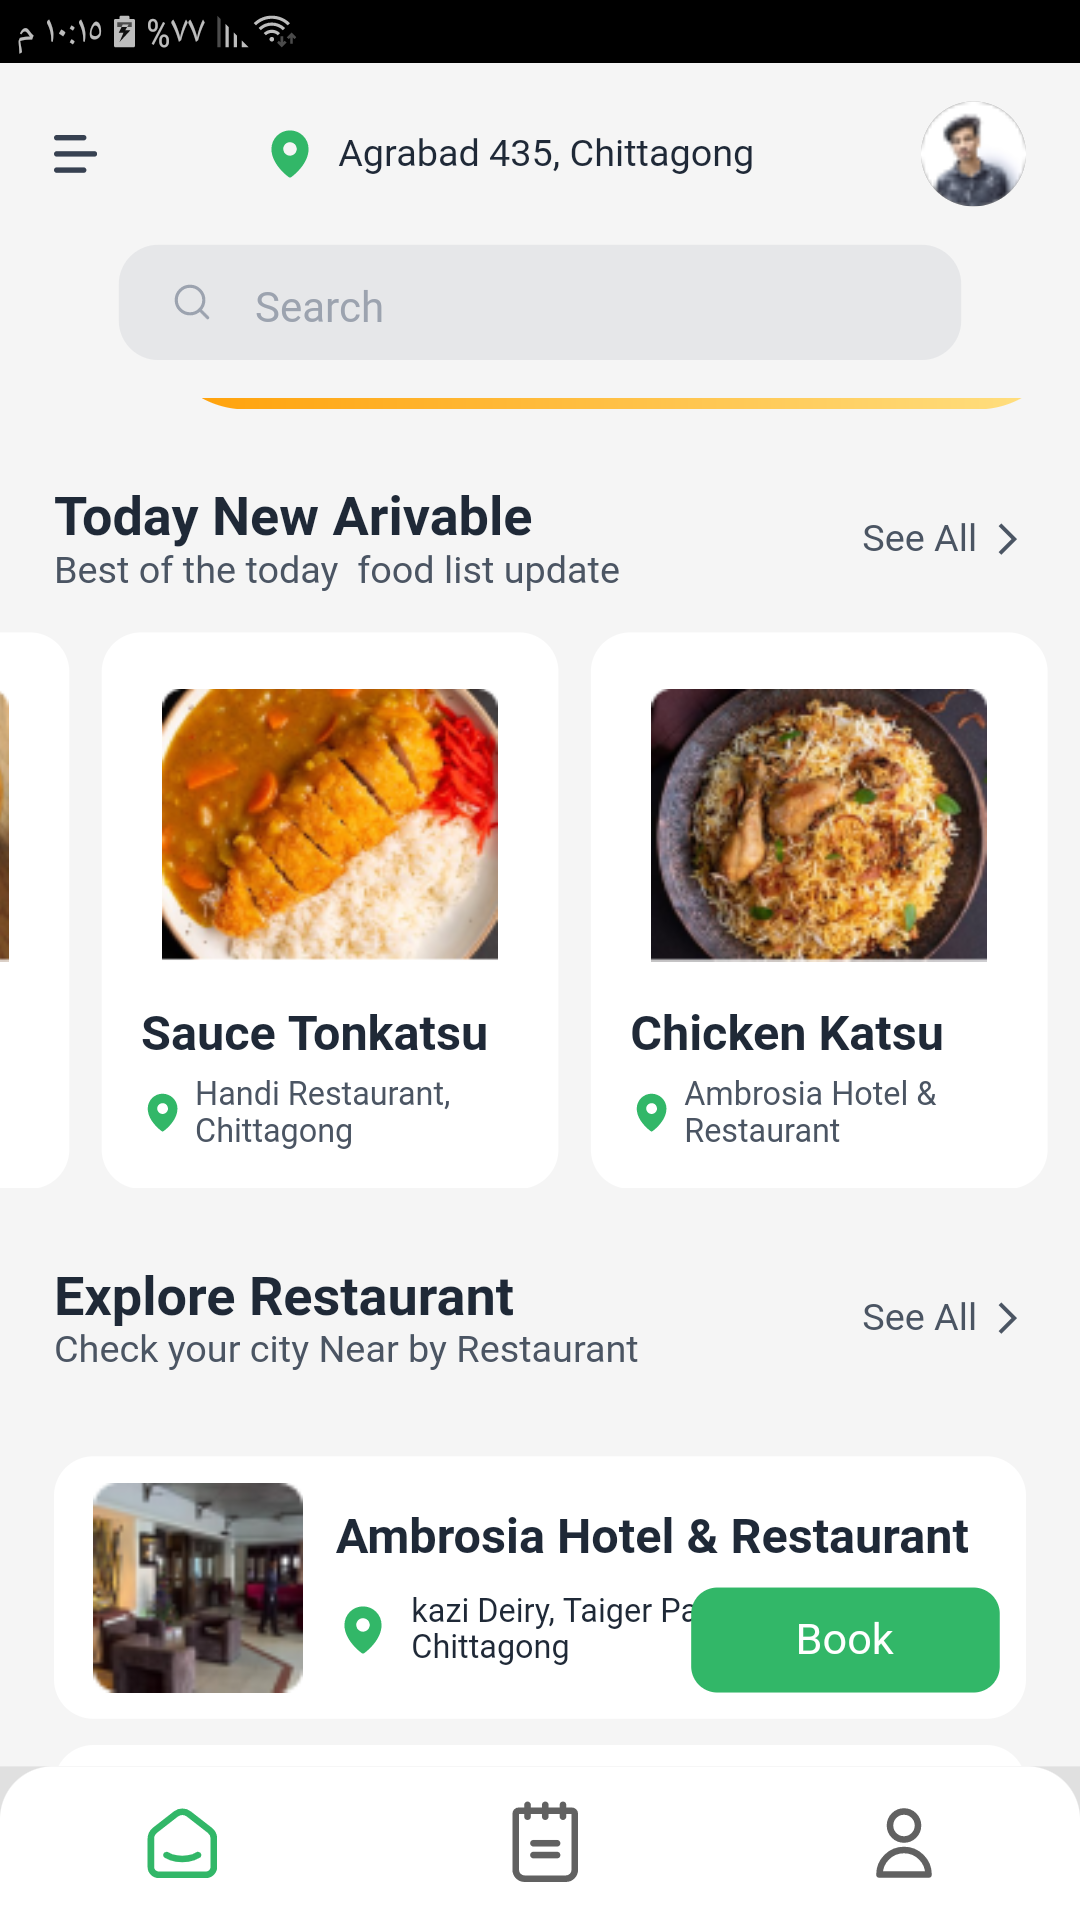 م ١٠:١٥ %٧٧
Agrabad 435, Chittagong
Search
Today New Arivable
Best of the today food list update
See All
Sauce Tonkatsu
Handi Restaurant,
Chittagong
Chicken Katsu
Ambrosia Hotel &
Restaurant
Explore Restaurant
Check your city Near by Restaurant
See All
Ambrosia Hotel & Restaurant
kazi Deiry, Taiger Pa
Chittagong
Book